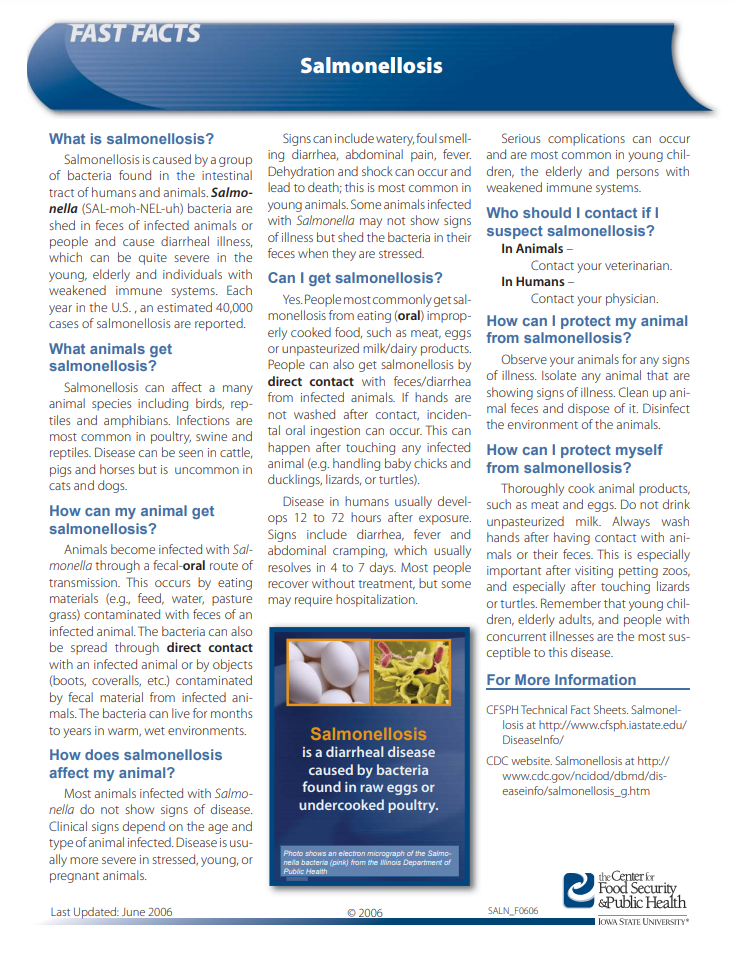 FAST FACTS
Salmonellosis
What is salmonellosis?
Salmonellosis is caused by a group
of bacteria found in the intestinal
tract of humans and animals. Salmo-
nella (SAL-moh-NEL-uh) bacteria are
shed in feces of infected animals or
people and cause diarrheal illness,
which can be quite severe in the
young, elderly and individuals with
weakened immune systems. Each
year in the U.S. , an estimated 40,000
cases of salmonellosis are reported.
What animals get
salmonellosis?
Salmonellosis can affect a many
animal species including birds, rep-
tiles and amphibians. Infections are
most common in poultry, swine and
reptiles. Disease can be seen in cattle,
pigs and horses but is uncommon in
cats and dogs.
How can my animal get
salmonellosis?
Animals become infected with Sal-
monella through a fecal-oral route of
transmission. This occurs by eating
materials (e.g., feed, water, pasture
grass) contaminated with feces of an
infected animal. The bacteria can also
be spread through direct contact
with an infected animal or by objects
(boots, coveralls, etc.) contaminated
by fecal material from infected ani-
mals. The bacteria can live for months
to years in warm, wet environments.
How does salmonellosis
affect my animal?
Most animals infected with Salmo-
nella do not show signs of disease.
Clinical signs depend on the age and
type of animal infected. Disease is usu-
ally more severe in stressed, young, or
pregnant animals.
Signs can include watery, foul smell-
ing diarrhea, abdominal pain, fever.
Dehydration and shock can occur and
lead to death; this is most common in
young animals. Some animals infected
with Salmonella may not show signs
of illness but shed the bacteria in their
feces when they are stressed.
Can I get salmonellosis?
Yes. People most commonly get sal-
monellosis from eating (oral) improp-
erly cooked food, such as meat, eggs
or unpasteurized milk/dairy products.
People can also get salmonellosis by
direct contact with feces/diarrhea
from infected animals. If hands are
not washed after contact, inciden-
tal oral ingestion can occur. This can
happen after touching any infected
animal (e.g. handling baby chicks and
ducklings, lizards, or turtles).
Disease in humans usually devel-
ops 12 to 72 hours after exposure.
Signs include diarrhea, fever and
abdominal cramping, which usually
resolves in 4 to 7 days. Most people
recover without treatment, but some
may require hospitalization.
Salmonellosis
is a diarrheal disease
caused by bacteria
found in raw eggs or
undercooked poultry.
Photo shows an electron micrograph of the Salmo-
nella bacteria (pink) from the Illinois Department of
Public Health
Serious complications can occur
and are most common in young chil-
dren, the elderly and persons with
weakened immune systems.
Who should I contact if I
suspect salmonellosis?
In Animals –
Contact your veterinarian.
In Humans –
Contact your physician.
How can I protect my animal
from salmonellosis?
Observe your animals for any signs
of illness. Isolate any animal that are
showing signs of illness. Clean up ani-
mal feces and dispose of it. Disinfect
the environment of the animals.
How can I protect myself
from salmonellosis?
Thoroughly cook animal products,
such as meat and eggs. Do not drink
unpasteurized milk. Always wash
hands after having contact with ani-
mals or their feces. This is especially
important after visiting petting zoos,
and especially after touching lizards
or turtles. Remember that young chil-
dren, elderly adults, and people with
concurrent illnesses are the most sus-
ceptible to this disease.
For More Information
CFSPH Technical Fact Sheets. Salmonel-
losis at http://www.cfsph.iastate.edu/
DiseaseInfo/
CDC website. Salmonellosis at http://
www.cdc.gov/ncidod/dbmd/dis-
easeinfo/salmonellosis_g.htm
the Center for
Food Security
&Public Health
IOWA STATE UNIVERSITY®
Last Updated: June 2006
© 2006
SALN_F0606